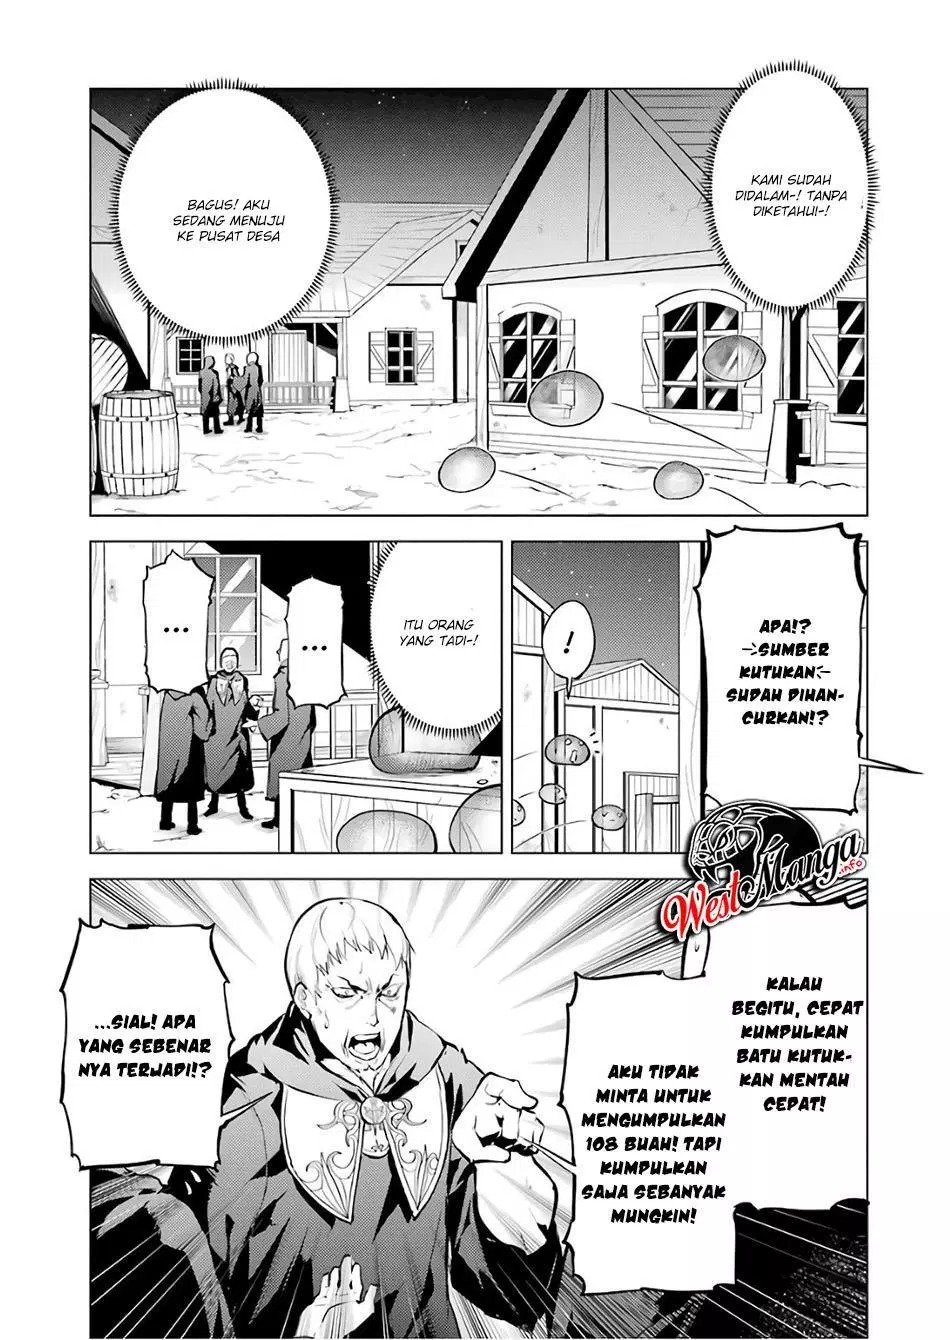 KAMI SUDAH
DIDALAM-! TANPA
DIKETAHUI-!
BAGUS! AKU
SEDANG MENUJU
KE PUSAT DESA
APA!?
SUMBER
KUTUKAN
SUDAH DIHAN-
CURKAN!?
!
ITU ORANG
YANG TADI-!
...
...
KALAU
BEGITU, CEPAT
KUMPULKAN
BATU KUTUK-
KAN MENTAH
CEPAT!
AKU TIDAK
MINTA UNTUK
MENGUMPULKAN
108 BUAH! TAPI
KUMPULKAN
SAJA SEBANYAK
MUNGKIN!
...SIAL! APA
YANG SEBENAR
NYA TERJADI!?
WestManga
.info